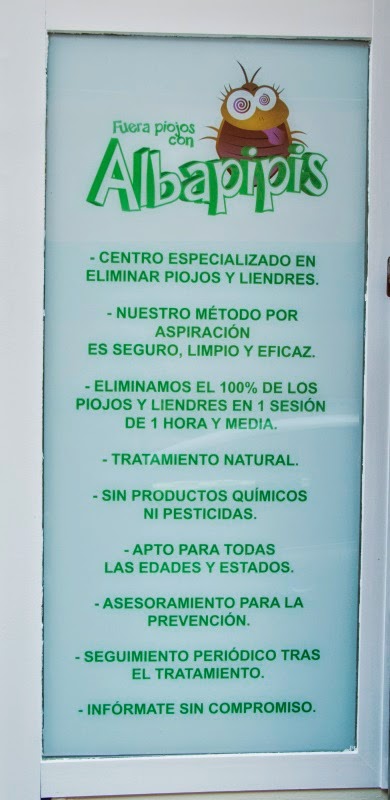 Fuera piojos
con
Albapipis
- CENTRO ESPECIALIZADO EN
ELIMINAR PIOJOS Y LIENDRES.
- NUESTRO MÉTODO POR
ASPIRACIÓN
ES SEGURO, LIMPIO Y EFICAZ.
- ELIMINAMOS EL 100% DE LOS
PIOJOS Y LIENDRES EN 1 SESIÓN
DE 1 HORA Y MEDIA.
- TRATAMIENTO NATURAL.
- SIN PRODUCTOS QUÍMICOS
NI PESTICIDAS.
- APTO PARA TODAS
LAS EDADES Y ESTADOS.
- ASESORAMIENTO PARA LA
PREVENCIÓN.
- SEGUIMIENTO PERIÓDICO TRAS
EL TRATAMIENTO.
- INFÓRMATE SIN COMPROMISO.